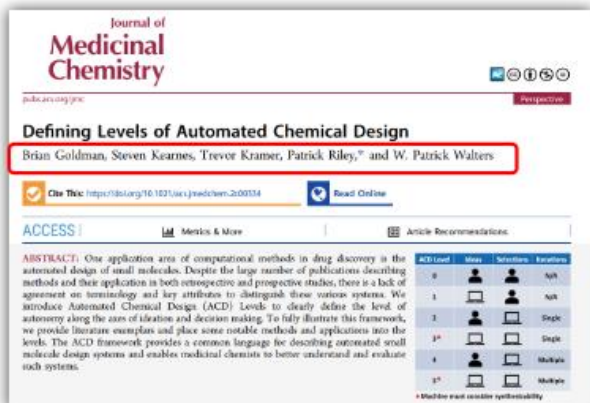 Journal of
Medicinal
Chemistry
pubs.acs.org/jmc
Perspective
Defining Levels of Automated Chemical Design
Brian Goldman, Steven Kearnes, Trevor Kramer, Patrick Riley,* and W. Patrick Walters
Cite This: https://doi.org/10.1021/acs.jmedchem.2c00334
Read Online
ACCESS
Metrics & More
Article Recommendations
ABSTRACT: One application area of computational methods in drug discovery is the
automated design of small molecules. Despite the large number of publications describing
methods and their application in both retrospective and prospective studies, there is a lack of
agreement on terminology and key attributes to distinguish these various systems. We
introduce Automated Chemical Design (ACD) Levels to clearly define the level of
autonomy along the axes of ideation and decision making. To fully illustrate this framework,
we provide literature exemplars and place some notable methods and applications into the
levels. The ACD framework provides a common language for describing automated small
molecule design systems and enables medicinal chemists to better understand and evaluate
such systems.
ACD Level Ideas Selections Iterations
0 N/A
1 N/A
2 Single
3* Single
4 Multiple
5* Multiple
* Machine must consider synthesizability